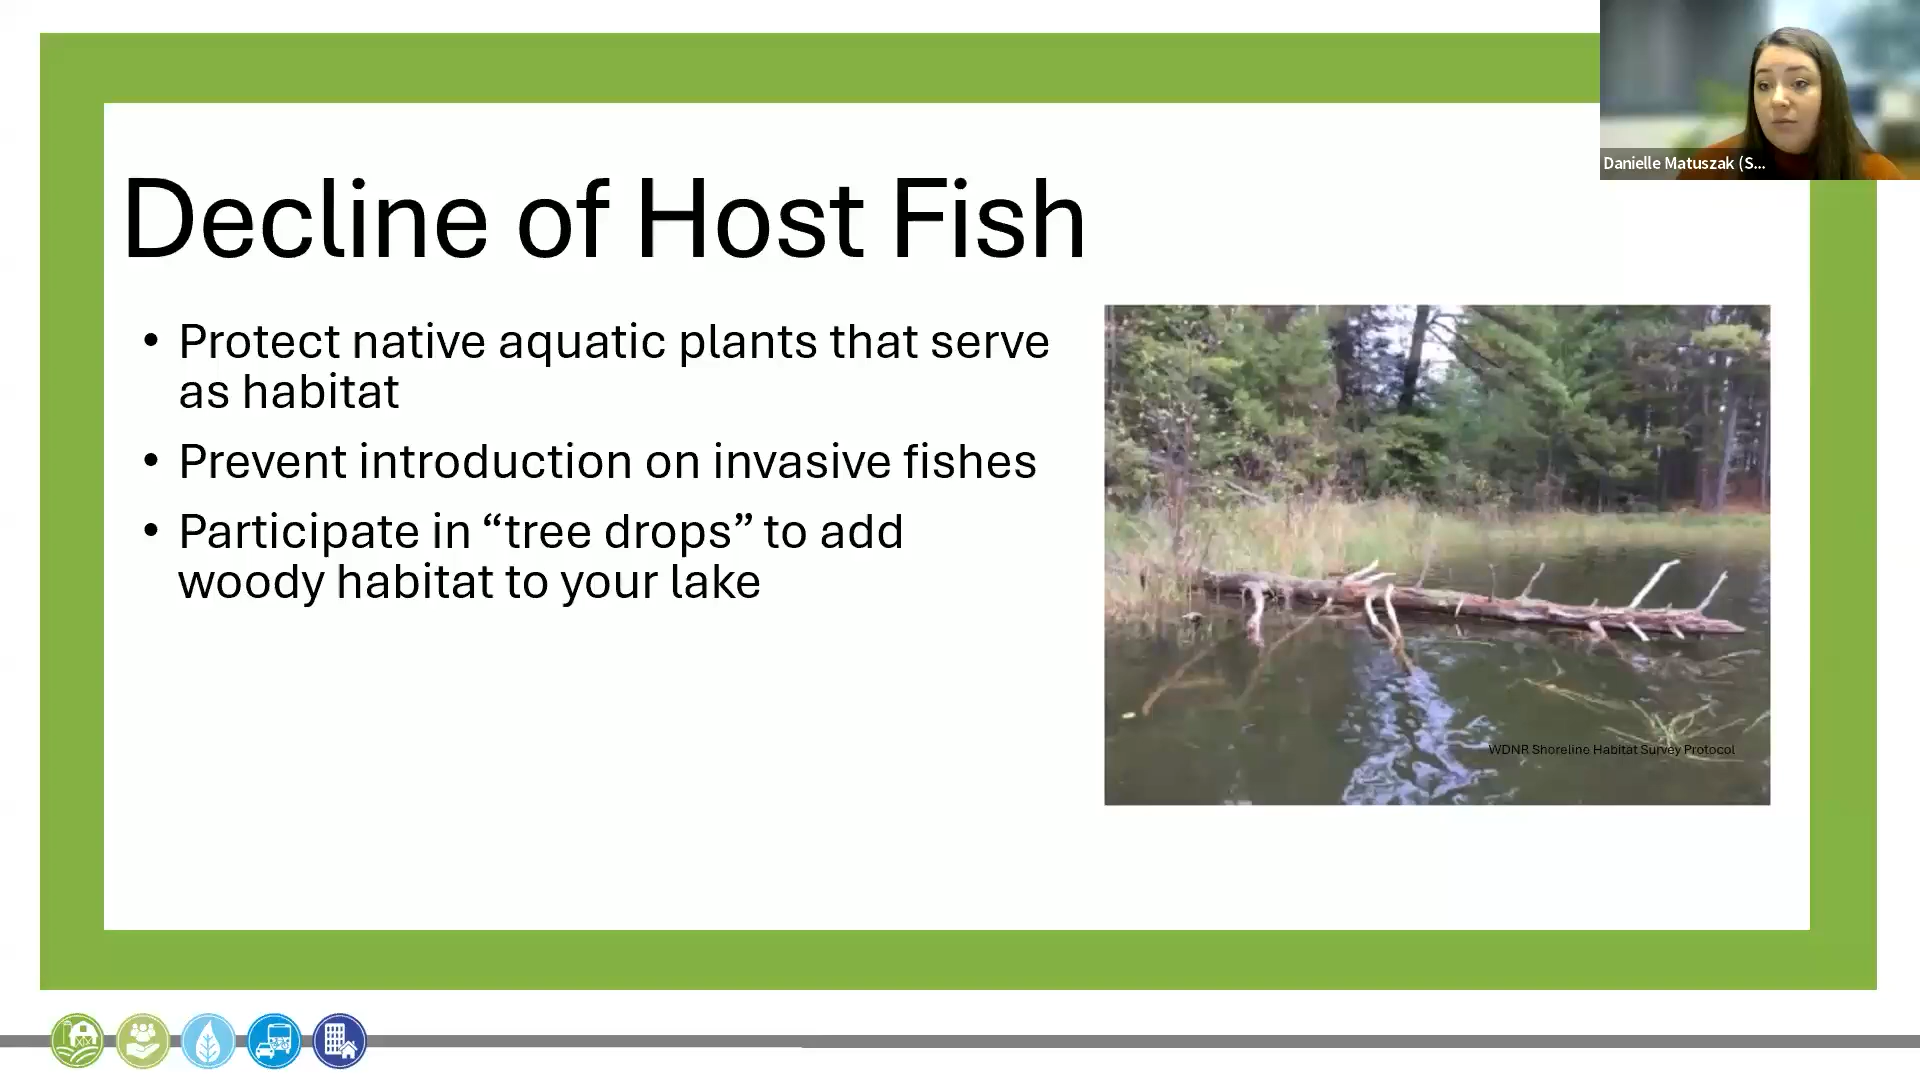 Danielle Matuszak (S...
Decline of Host Fish
• Protect native aquatic plants that serve
as habitat
• Prevent introduction on invasive fishes
• Participate in “tree drops” to add
woody habitat to your lake
WDNR Shoreline Habitat Survey Protocol